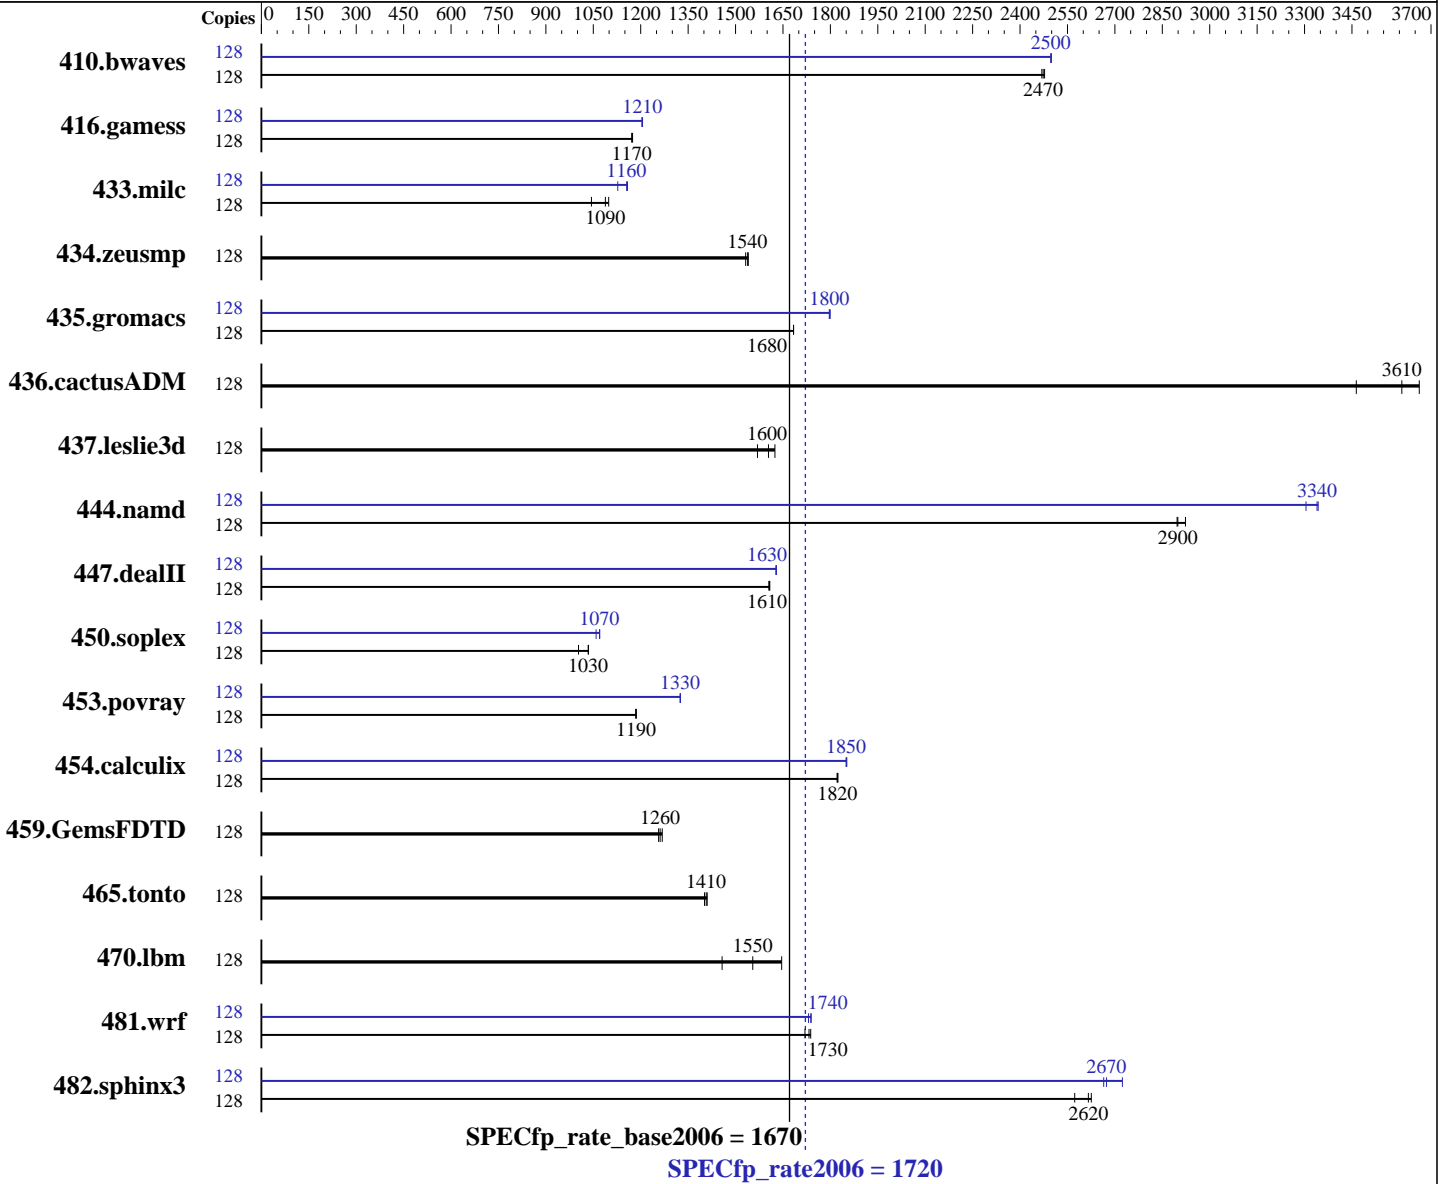 Copies 0 150 300 450 600 750 900 1050 1200 1350 1500 1650 1800 1950 2100 2250 2400 2550 2700 2850 3000 3150 3300 3450 3700
410.bwaves 128 2500
128 2470
416.gamess 128 1210
128 1170
433.milc 128 1160
128 1090
434.zeusmp 128 1540
435.gromacs 128 1800
128 1680
436.cactusADM 128 3610
437.leslie3d 128 1600
444.namd 128 3340
128 2900
447.dealII 128 1630
128 1610
450.soplex 128 1070
128 1030
453.povray 128 1330
128 1190
454.calculix 128 1850
128 1820
459.GemsFDTD 128 1260
465.tonto 128 1410
470.lbm 128 1550
481.wrf 128 1740
128 1730
482.sphinx3 128 2670
128 2620
SPECfp_rate_base2006 = 1670
SPECfp_rate2006 = 1720